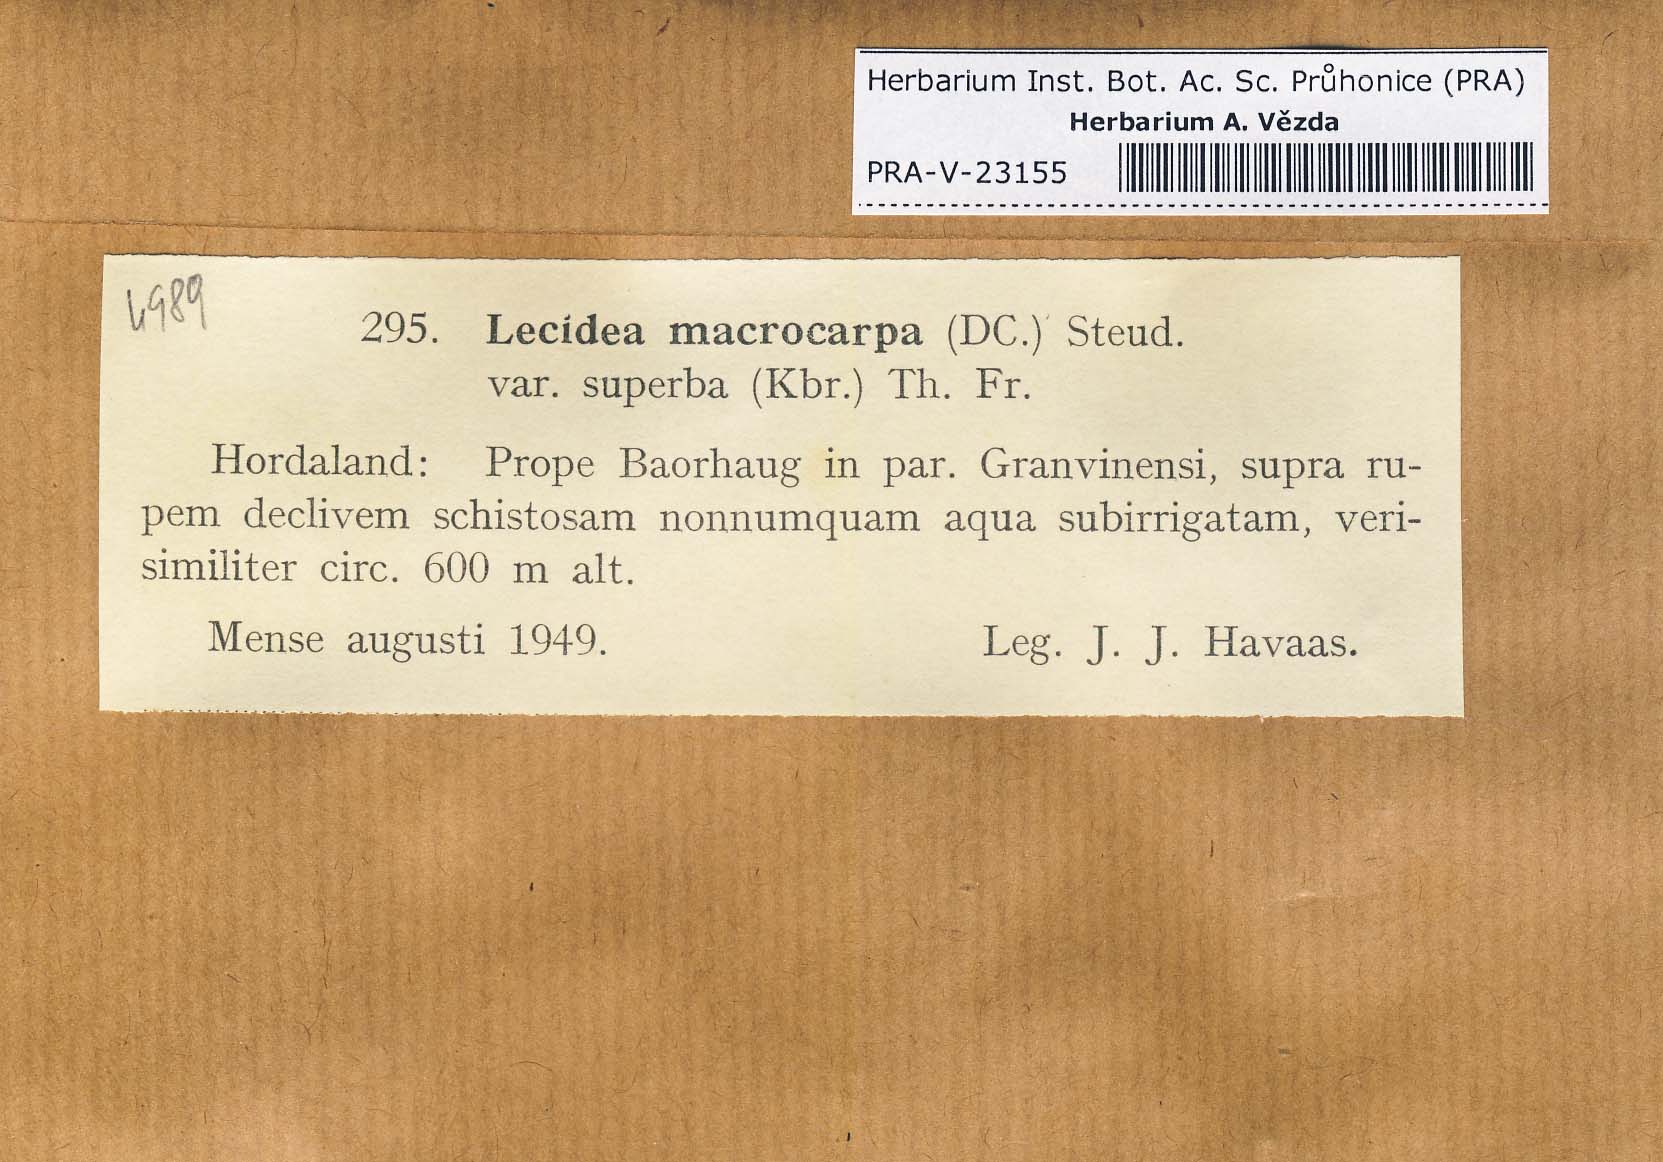 Herbarium Inst. Bot. Ac. Sc. Průhonice (PRA)
Herbarium A. Vězda
PRA-V-23155
4989
295. Lecidea macrocarpa (DC.) Steud.
var. superba (Kbr.) Th. Fr.
Hordaland: Prope Baorhaug in par. Granvinensi, supra ru-
pem declivem schistosam nonnumquam aqua subirrigatam, veri-
similiter circ. 600 m alt.
Mense augusti 1949. Leg. J. J. Havaas.